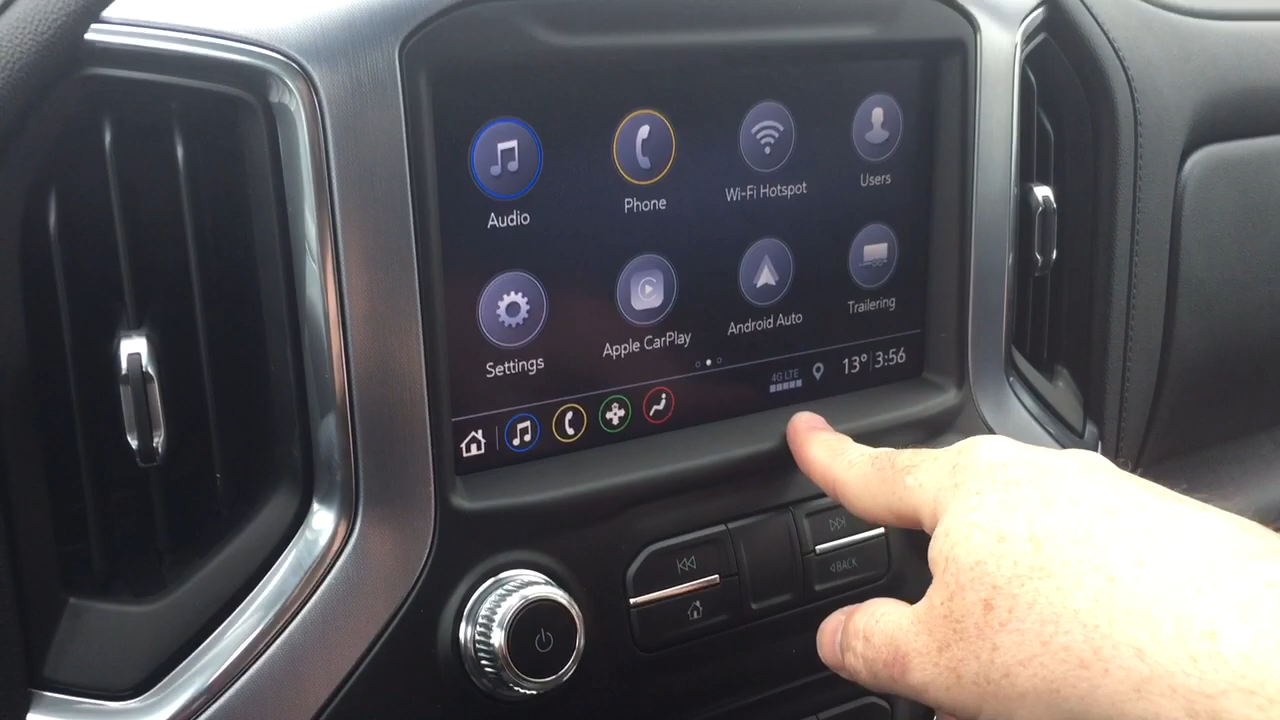 Audio
Phone
Wi-Fi Hotspot
Users
Settings
Apple CarPlay
Android Auto
Trailering
4G LTE
13° 3:56
BACK